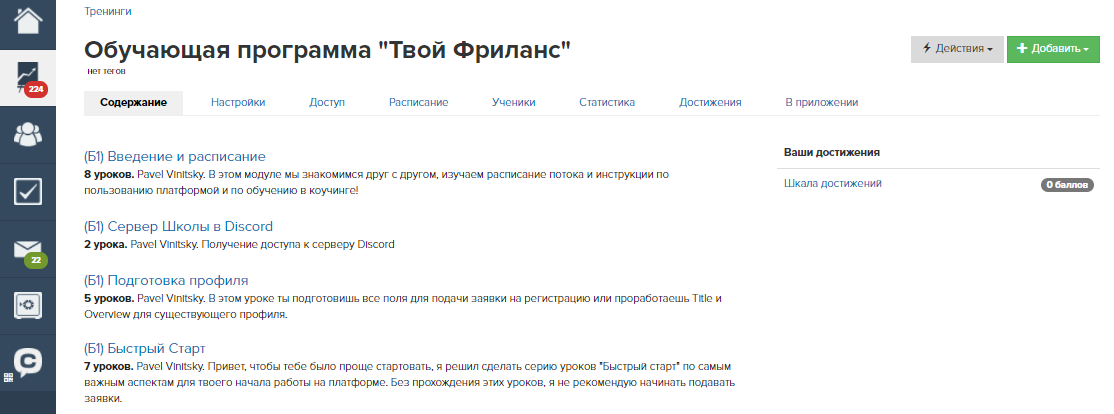 Тренинги
Обучающая программа "Твой Фриланс"
нет тегов
Действия
Добавить
224
22
Содержание
Настройки
Доступ
Расписание
Ученики
Статистика
Достижения
В приложении
(Б1) Введение и расписание
8 уроков. Pavel Vinitsky. В этом модуле мы знакомимся друг с другом, изучаем расписание потока и инструкции по
пользованию платформой и по обучению в коучинге!
(Б1) Сервер Школы в Discord
2 урока. Pavel Vinitsky. Получение доступа к серверу Discord
(Б1) Подготовка профиля
5 уроков. Pavel Vinitsky. В этом уроке ты подготовишь все поля для подачи заявки на регистрацию или проработаешь Title и
Overview для существующего профиля.
(Б1) Быстрый Старт
7 уроков. Pavel Vinitsky. Привет, чтобы тебе было проще стартовать, я решил сделать серию уроков "Быстрый старт" по самым
важным аспектам для твоего начала работы на платформе. Без прохождения этих уроков, я не рекомендую начинать подавать
заявки.
Ваши достижения
Шкала достижений
0 баллов
C